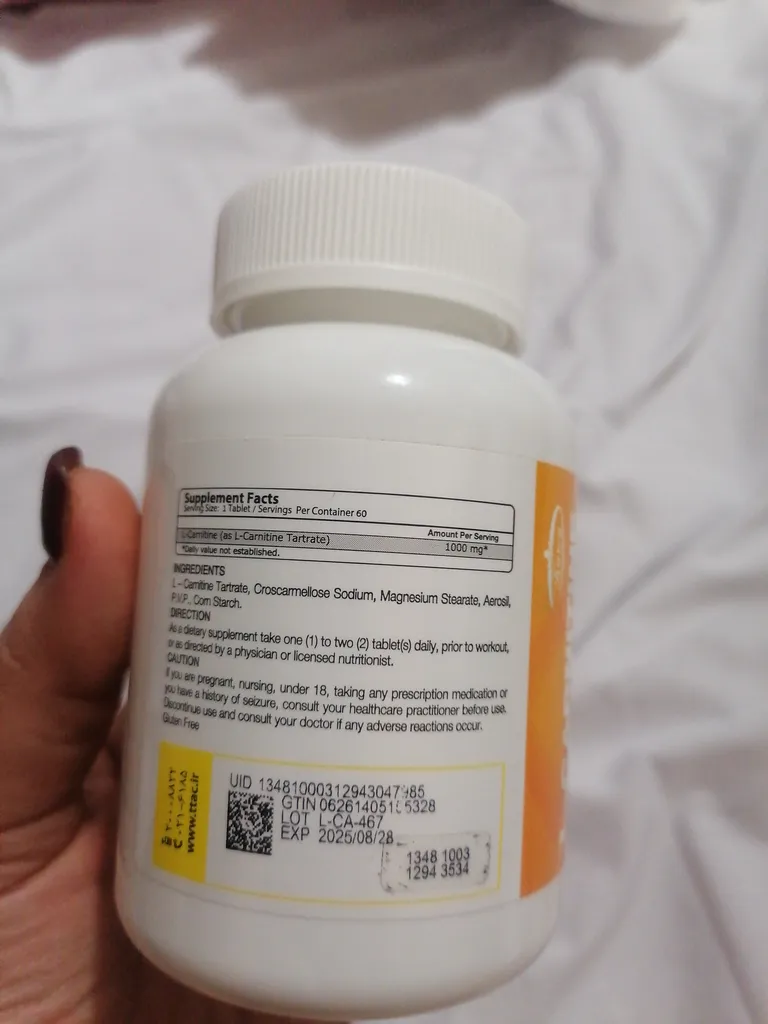 Supplement Facts
Serving Size: 1 Tablet / Servings Per Container 60
Amount Per Serving
L-Carnitine (as L-Carnitine Tartrate) 1000 mg*
*Daily value not established.
INGREDIENTS
L-Carnitine Tartrate, Croscarmellose Sodium, Magnesium Stearate, Aerosil,
P.V.P., Corn Starch.
DIRECTION
As a dietary supplement take one (1) to two (2) tablet(s) daily, prior to workout,
or as directed by a physician or licensed nutritionist.
CAUTION
If you are pregnant, nursing, under 18, taking any prescription medication or
you have a history of seizure, consult your healthcare practitioner before use.
Discontinue use and consult your doctor if any adverse reactions occur.
Gluten Free
۲۰۰۰۸۸۲۲
۰۲۱-۶۱۸۵
www.ttac.ir
UID 13481000312943047985
GTIN
LOT L-CA-467
EXP 2025/08/28
1348 1003
1294 3534